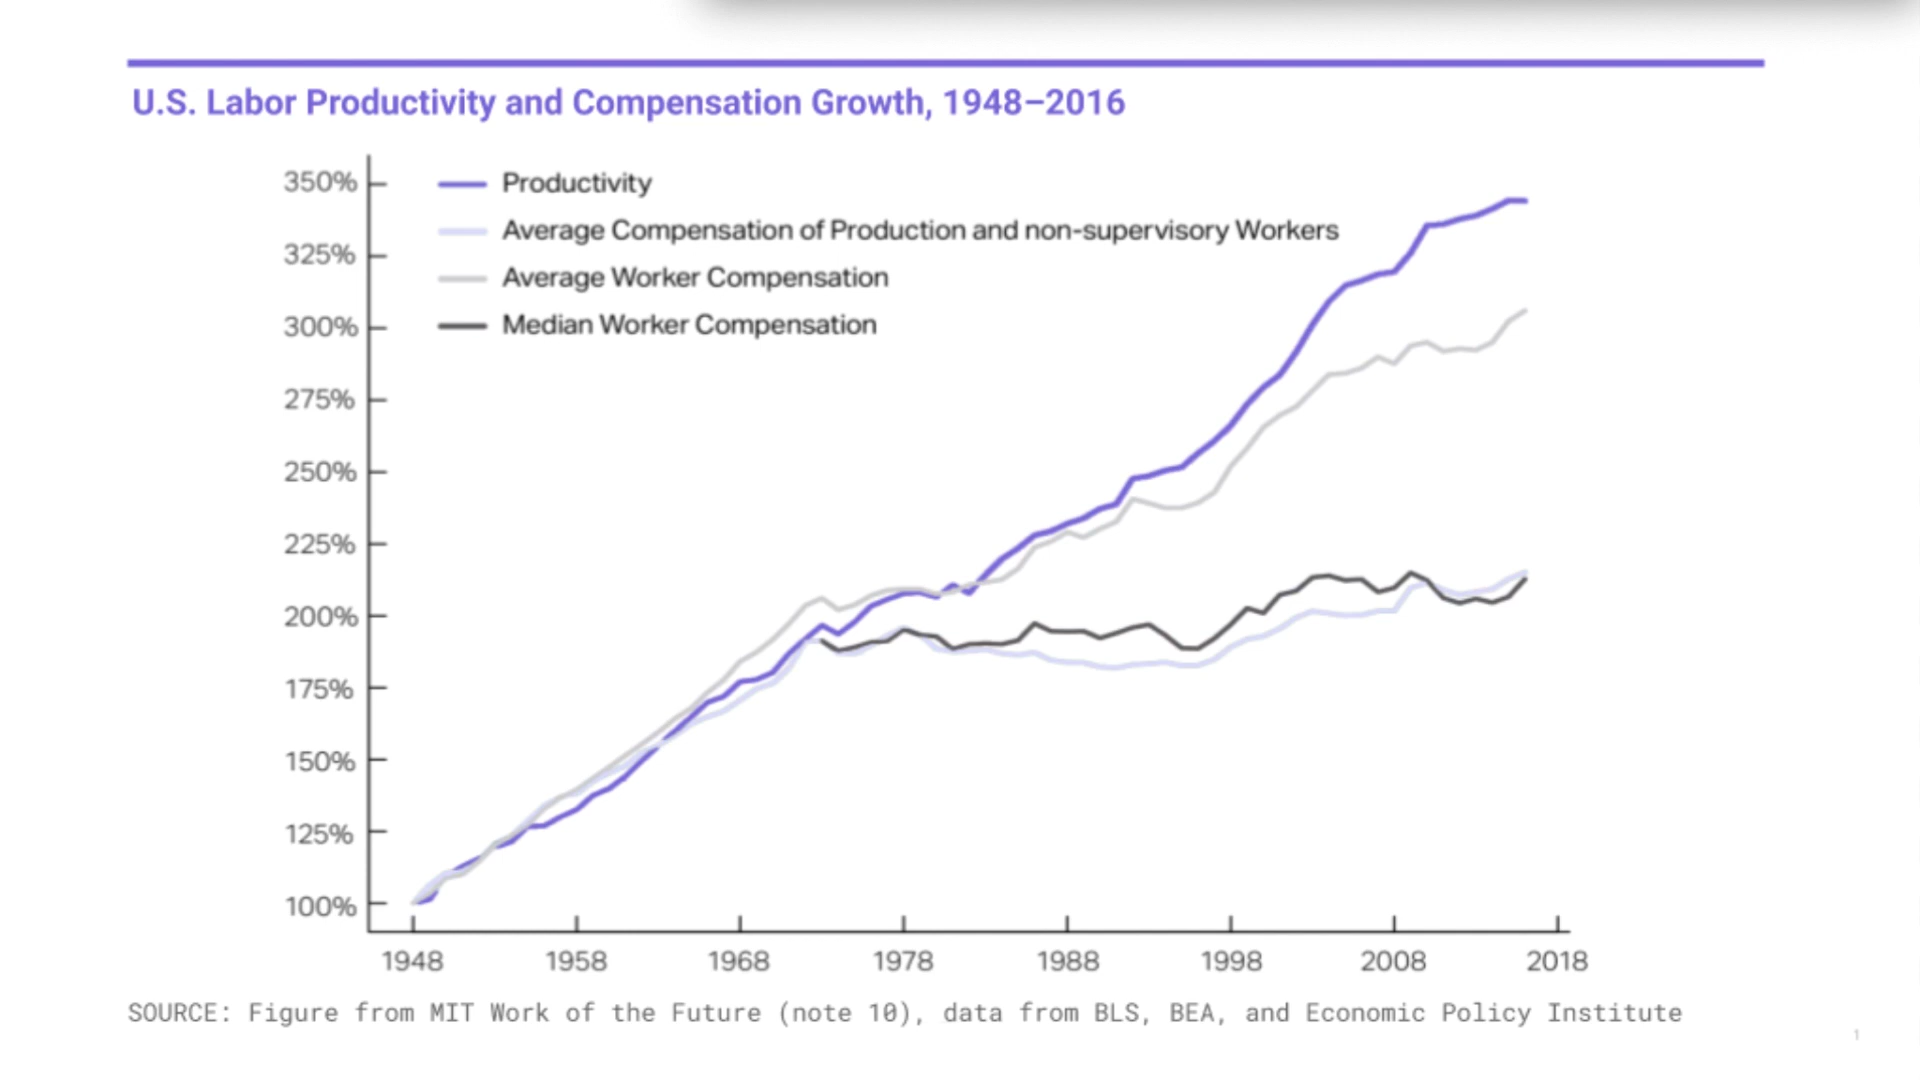 U.S. Labor Productivity and Compensation Growth, 1948–2016
350%
325%
300%
275%
250%
225%
200%
175%
150%
125%
100%
Productivity
Average Compensation of Production and non-supervisory Workers
Average Worker Compensation
Median Worker Compensation
1948 1958 1968 1978 1988 1998 2008 2018
SOURCE: Figure from MIT Work of the Future (note 10), data from BLS, BEA, and Economic Policy Institute
1